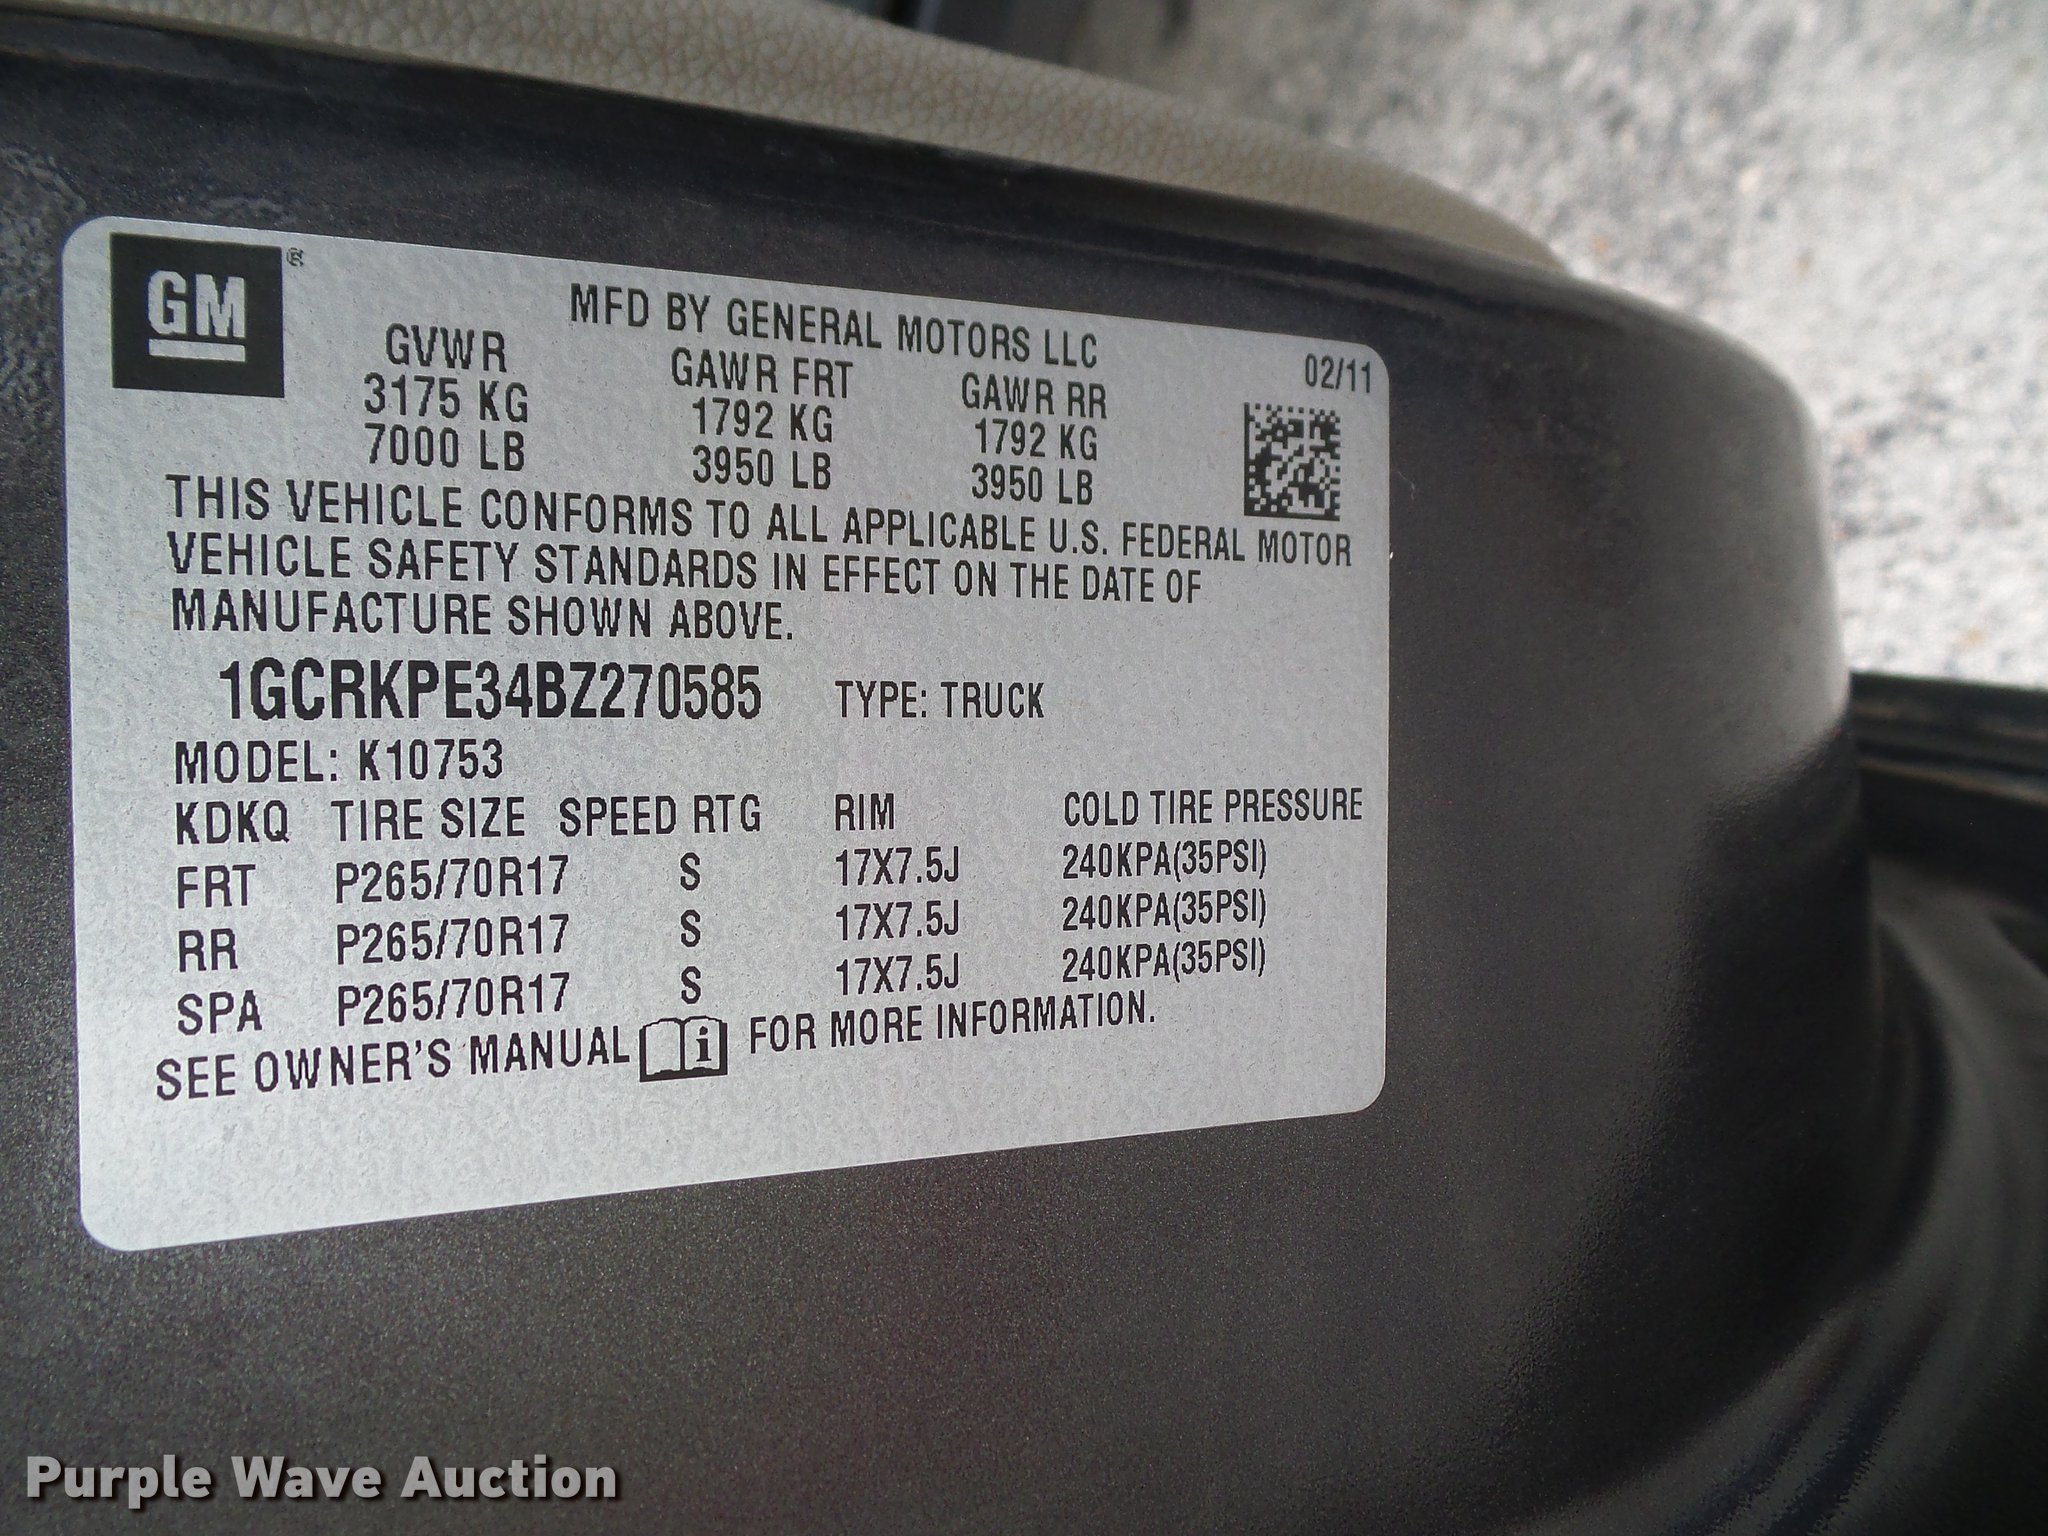 GM®
MFD BY GENERAL MOTORS LLC
02/11
GVWR GAWR FRT GAWR RR
3175 KG 1792 KG 1792 KG
7000 LB 3950 LB 3950 LB
THIS VEHICLE CONFORMS TO ALL APPLICABLE U.S. FEDERAL MOTOR
VEHICLE SAFETY STANDARDS IN EFFECT ON THE DATE OF
MANUFACTURE SHOWN ABOVE.
1GCRKPE34BZ270585 TYPE: TRUCK
MODEL: K10753
KDKQ TIRE SIZE SPEED RTG RIM COLD TIRE PRESSURE
FRT P265/70R17 S 17X7.5J 240KPA(35PSI)
RR P265/70R17 S 17X7.5J 240KPA(35PSI)
SPA P265/70R17 S 17X7.5J 240KPA(35PSI)
SEE OWNER'S MANUAL i FOR MORE INFORMATION.
Purple Wave Auction